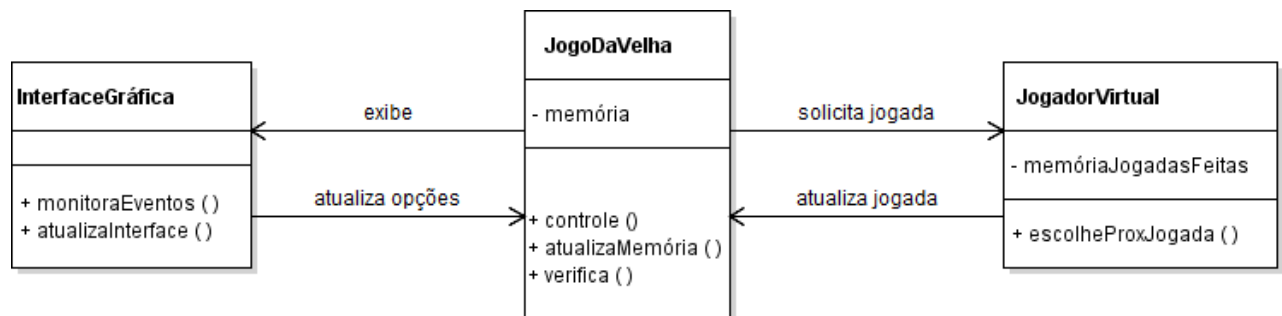 InterfaceGráfica
+ monitoraEventos ( )
+ atualizaInterface ( )
exibe
atualiza opções
JogoDaVelha
- memória
+ controle ()
+ atualizaMemória ( )
+ verifica ( )
solicita jogada
atualiza jogada
JogadorVirtual
- memóriaJogadasFeitas
+ escolheProxJogada ( )